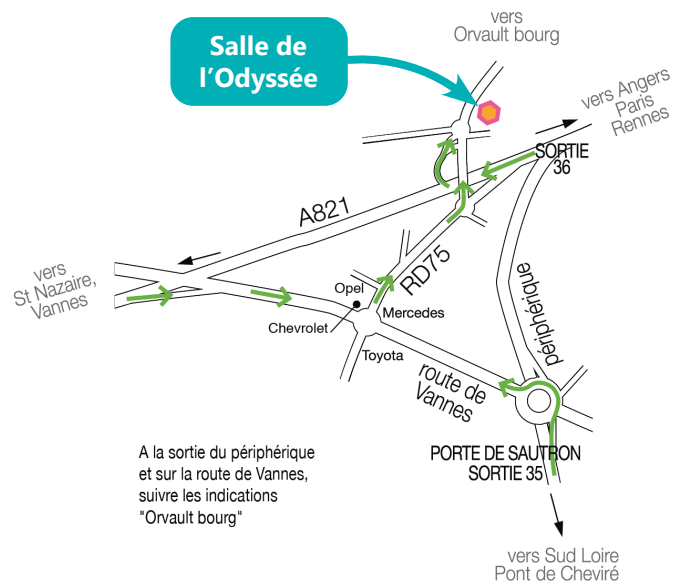 vers
Orvault bourg
Salle de
l'Odyssée
vers Angers
Paris
Rennes
SORTIE
36
A821
vers
St Nazaire,
Vannes
RD75
périphérique
Opel
Chevrolet
Mercedes
Toyota
route de
Vannes
A la sortie du périphérique
et sur la route de Vannes,
suivre les indications
"Orvault bourg"
PORTE DE SAUTRON
SORTIE 35
vers Sud Loire
Pont de Cheviré